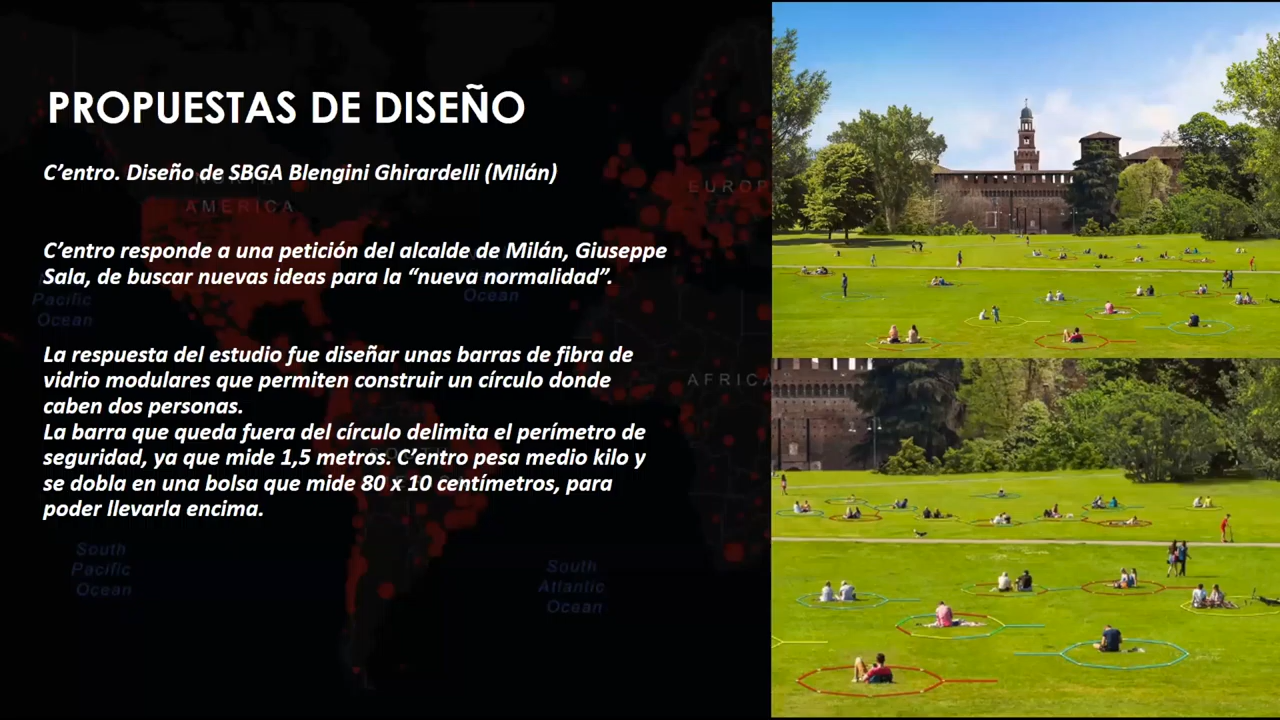 PROPUESTAS DE DISEÑO
C’entro. Diseño de SBGA Blengini Ghirardelli (Milán)
NORTH
AMERICA
EUROP
C’entro responde a una petición del alcalde de Milán, Giuseppe
Sala, de buscar nuevas ideas para la “nueva normalidad”.
Pacific
Ocean
Ocean
La respuesta del estudio fue diseñar unas barras de fibra de
vidrio modulares que permiten construir un círculo donde
caben dos personas.
AFRICA
La barra que queda fuera del círculo delimita el perímetro de
seguridad, ya que mide 1,5 metros. C’entro pesa medio kilo y
se dobla en una bolsa que mide 80 x 10 centímetros, para
poder llevarla encima.
South
Pacific
Ocean
South
Atlantic
Ocean